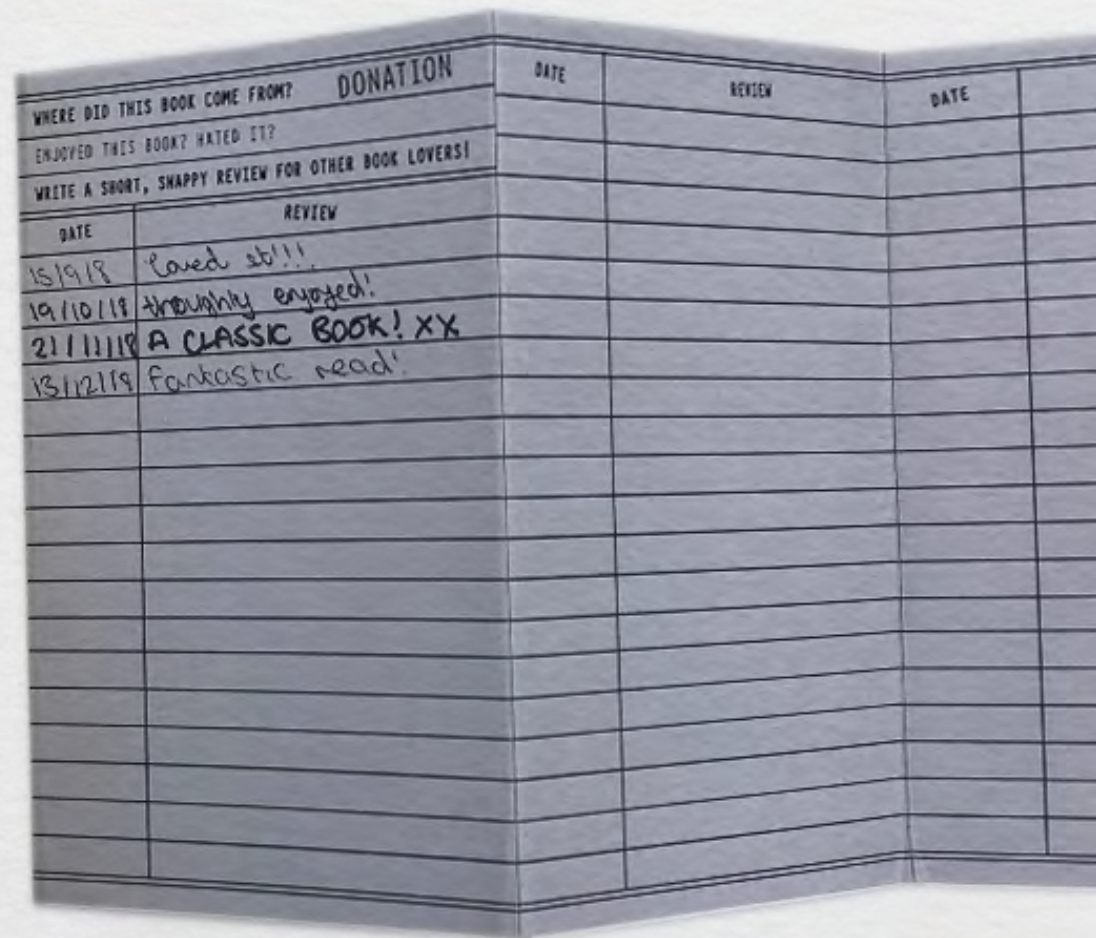 WHERE DID THIS BOOK COME FROM? DONATION
ENJOYED THIS BOOK? HATED IT?
WRITE A SHORT, SNAPPY REVIEW FOR OTHER BOOK LOVERS!
DATE REVIEW
15/9/8 loved it!!!
19/10/18 thoughly enjoyed!
21/11/18 A CLASSIC BOOK! XX
13/12/18 fantastic read!
DATE REVIEW
DATE